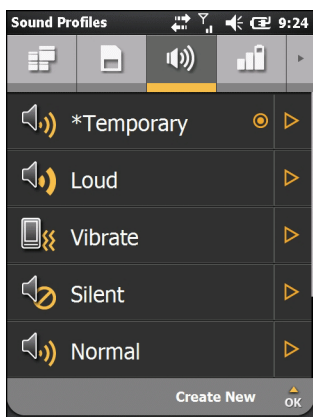 Sound Profiles 9:24
*Temporary
Loud
Vibrate
Silent
Normal
Create New OK